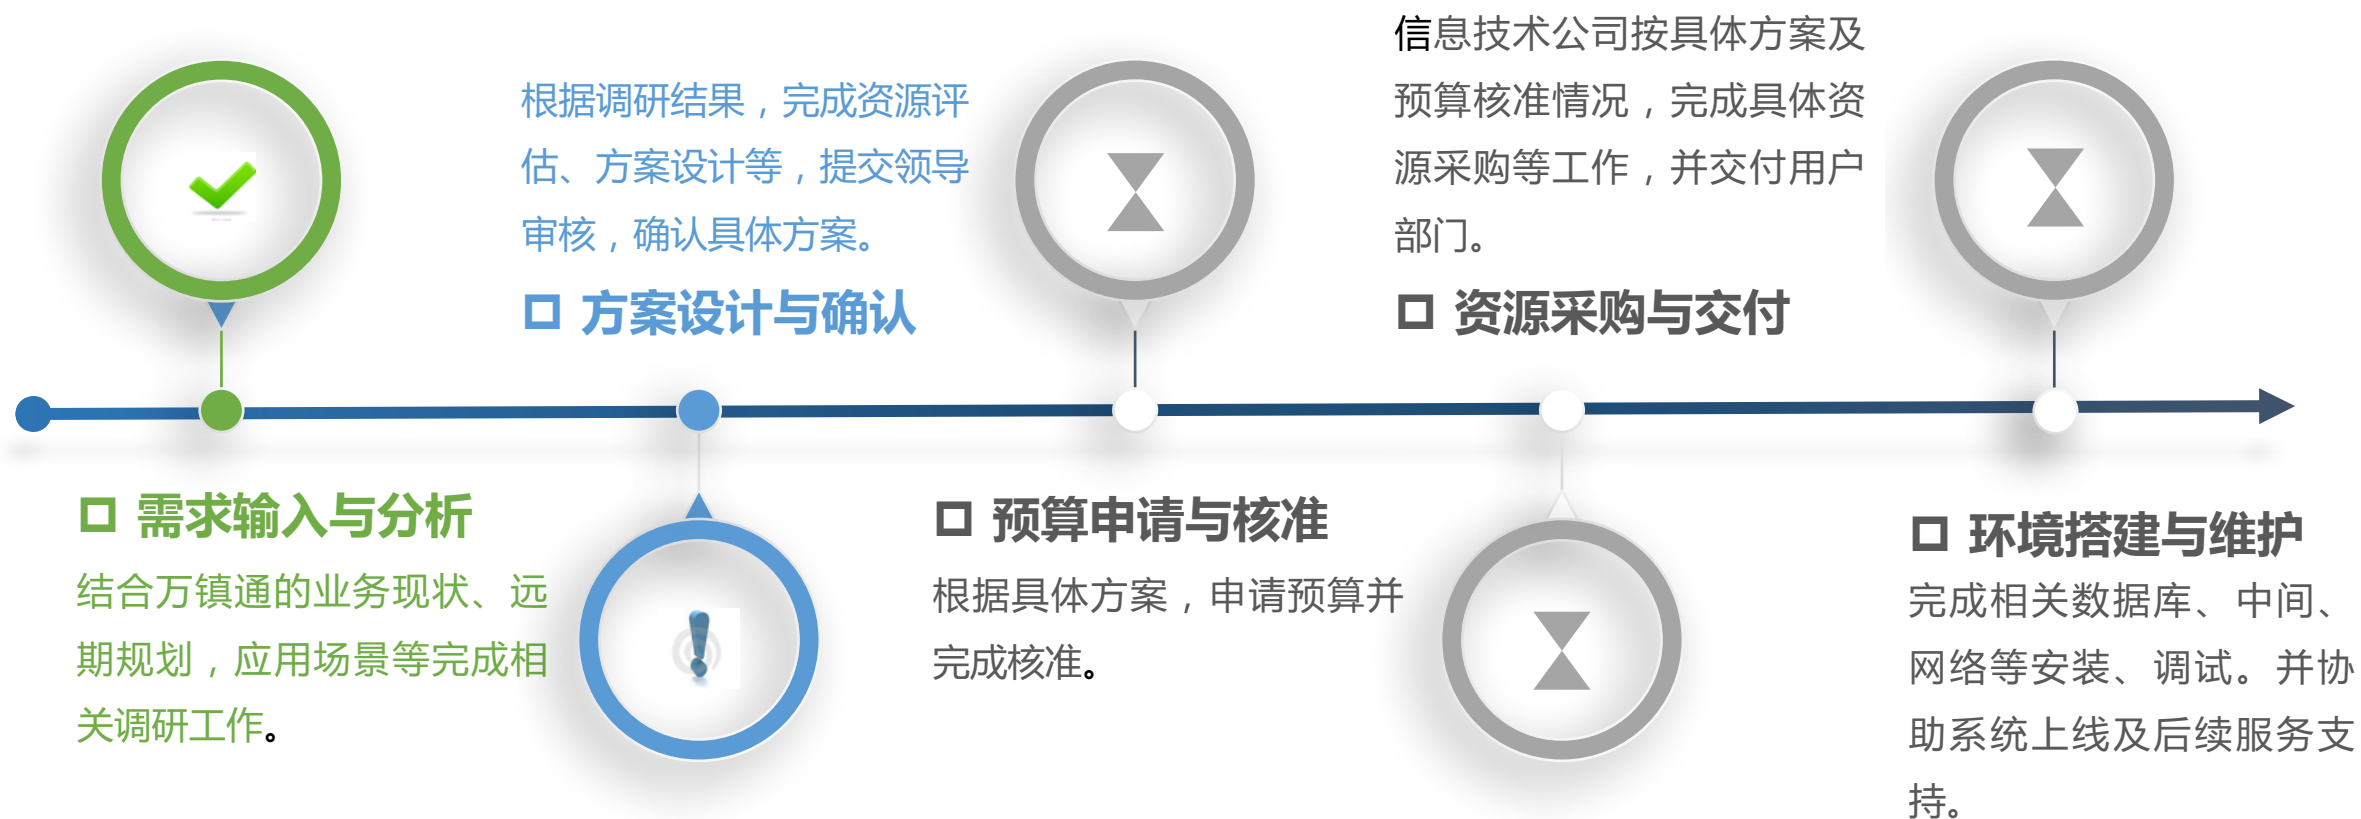 需求输入与分析
结合万镇通的业务现状、远
期规划，应用场景等完成相
关调研工作。
根据调研结果，完成资源评
估、方案设计等，提交领导
审核，确认具体方案。
方案设计与确认
预算申请与核准
根据具体方案，申请预算并
完成核准。
信息技术公司按具体方案及
预算核准情况，完成具体资
源采购等工作，并交付用户
部门。
资源采购与交付
环境搭建与维护
完成相关数据库、中间、
网络等安装、调试。并协
助系统上线及后续服务支
持。